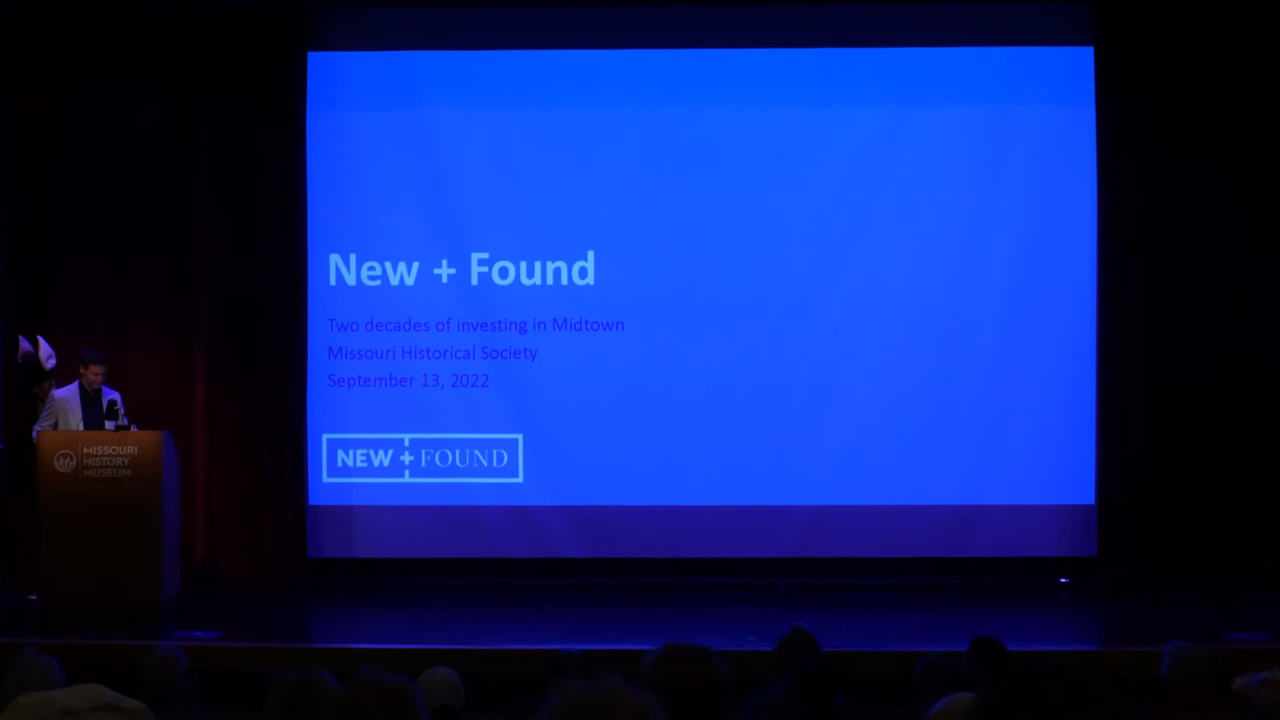 New + Found
Two decades of investing in Midtown
Missouri Historical Society
September 13, 2022
NEW + FOUND
MISSOURI
HISTORY
MUSEUM